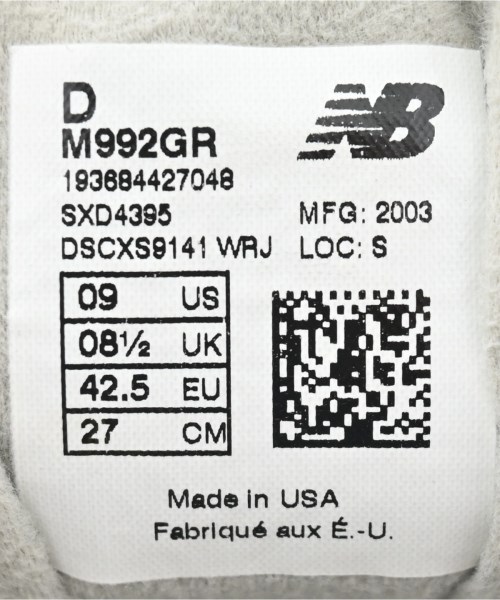 D
NB
M992GR
193684427048
SXD4395 MFG: 2003
DSCXS9141 WRJ LOC: S
09 US
08½ UK
42.5 EU
27 CM
Made in USA
Fabriqué aux É.-U.